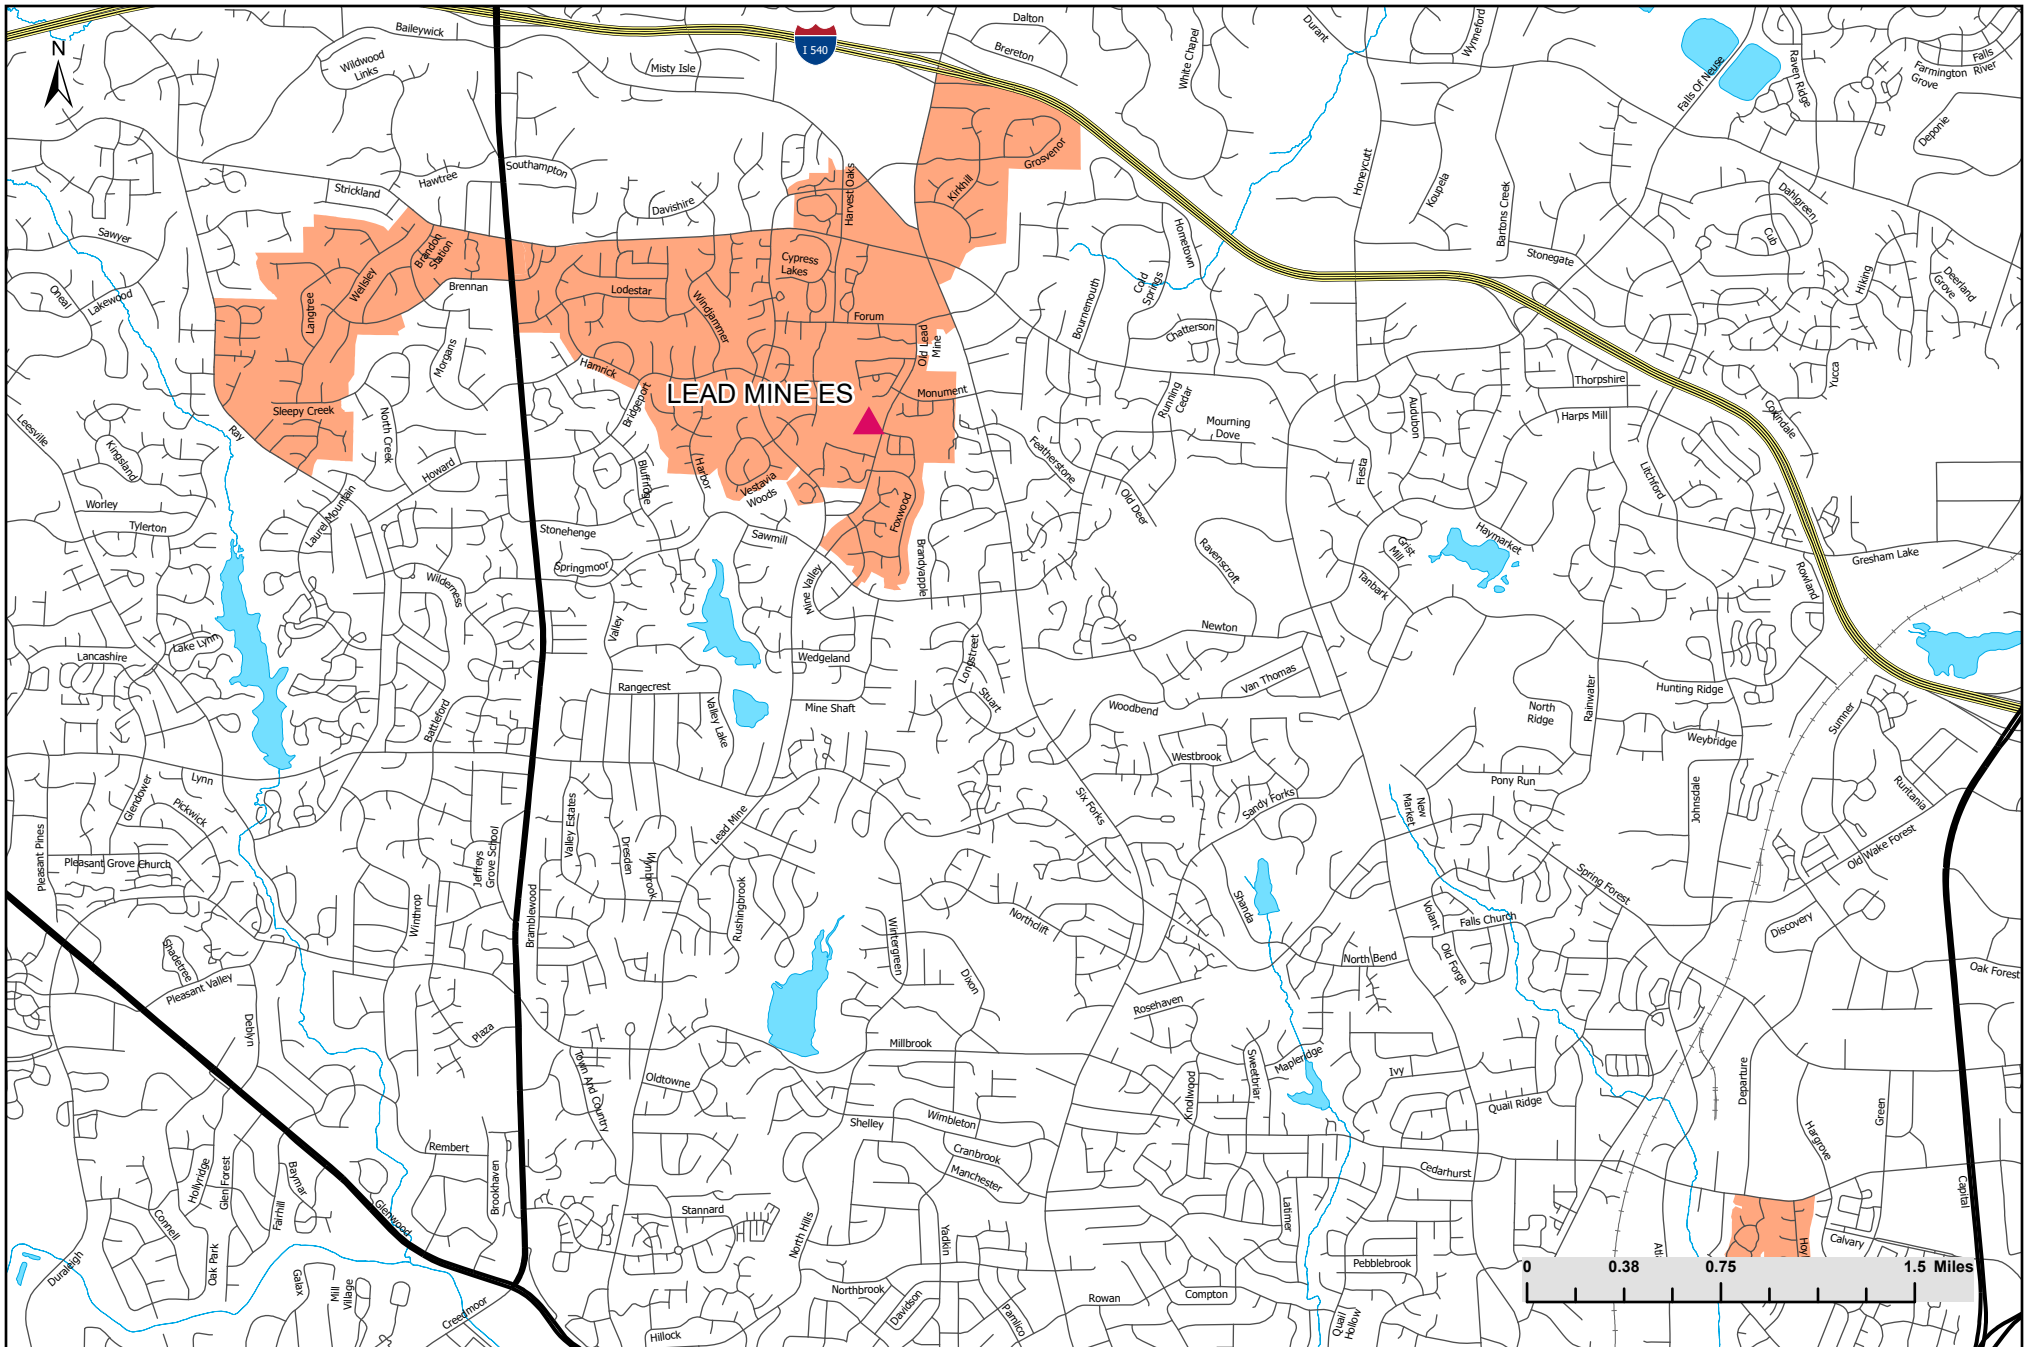 N
Baileywick
Wildwood
Links
Misty Isle
I 540
Dalton
Brereton
White Chapel
Durant
Wynneford
Falls Of Neuse
Raven Ridge
Falls
River
Farmington
Grove
Deponie
Southampton
Hawtree
Strickland
Davishire
Harvest Oaks
Grosvenor
Kirkhill
Honeycutt
Koupela
Bartons Creek
Stonegate
Dahlgreen
Cub
Hiking
Deerland
Grove
Sawyer
Oneal
Lakewood
Brandon
Station
Wellsley
Langtree
Brennan
Lodestar
Windjammer
Cypress
Lakes
Forum
Old Lead
Mine
Bournemouth
Cold
Springs
Hometown
Chatterson
Morgans
Hamrick
Bridgeport
LEAD MINE ES
Monument
Running
Cedar
Mourning
Dove
Audubon
Thorpshire
Harps Mill
Yucca
Coxindale
Leesville
Kingsland
Ray
Sleepy Creek
North Creek
Howard
Bluffridge
Harbor
Vestavia
Woods
Foxwood
Featherstone
Old Deer
Fiesta
Litchford
Worley
Tylerton
Laurel Mountain
Stonehenge
Springmoor
Sawmill
Mine Valley
Brandyapple
Ravenscroft
Grist
Mill
Tanbark
Haymarket
Gresham Lake
Rowland
Wilderness
Valley
Newton
Lake Lynn
Lancashire
Wedgeland
Longstreet
Stuart
Van Thomas
Rangecrest
Valley Lake
Mine Shaft
Woodbend
North
Ridge
Rainwater
Hunting Ridge
Weybridge
Sumner
Battleford
Westbrook
Pony Run
Lynn
Glendower
Pickwick
Six Forks
Sandy Forks
New
Market
Johnsdale
Ruritania
Old Wake Forest
Pleasant Pines
Pleasant Grove Church
Jeffreys
Grove School
Valley Estates
Dresden
Wynbrook
Lead Mine
Rushingbrook
Bramblewood
Winthrop
Wintergreen
Northclift
Shanda
Volant
Falls Church
Spring Forest
Discovery
Shadetree
Pleasant Valley
Dixon
North Bend
Old Forge
Oak Forest
Deblyn
Plaza
Rosehaven
Millbrook
Town And Country
Oldtowne
Knollwood
Sweetbriar
Mapleridge
Ivy
Quail Ridge
Departure
Hargrove
Green
Shelley
Wimbleton
Cranbrook
Manchester
Cedarhurst
Rembert
Brookhaven
Hollyridge
Glen Forest
Baymar
Fairhill
Glenwood
Connell
Oak Park
Stannard
North Hills
Yadkin
Latimer
Capital
Calvary
Duraleigh
Galax
Mill
Village
Creedmoor
Hillock
Northbrook
Davidson
Pamlico
Rowan
Compton
Pebblebrook
Quail
Hollow
0
0.38
0.75
1.5 Miles